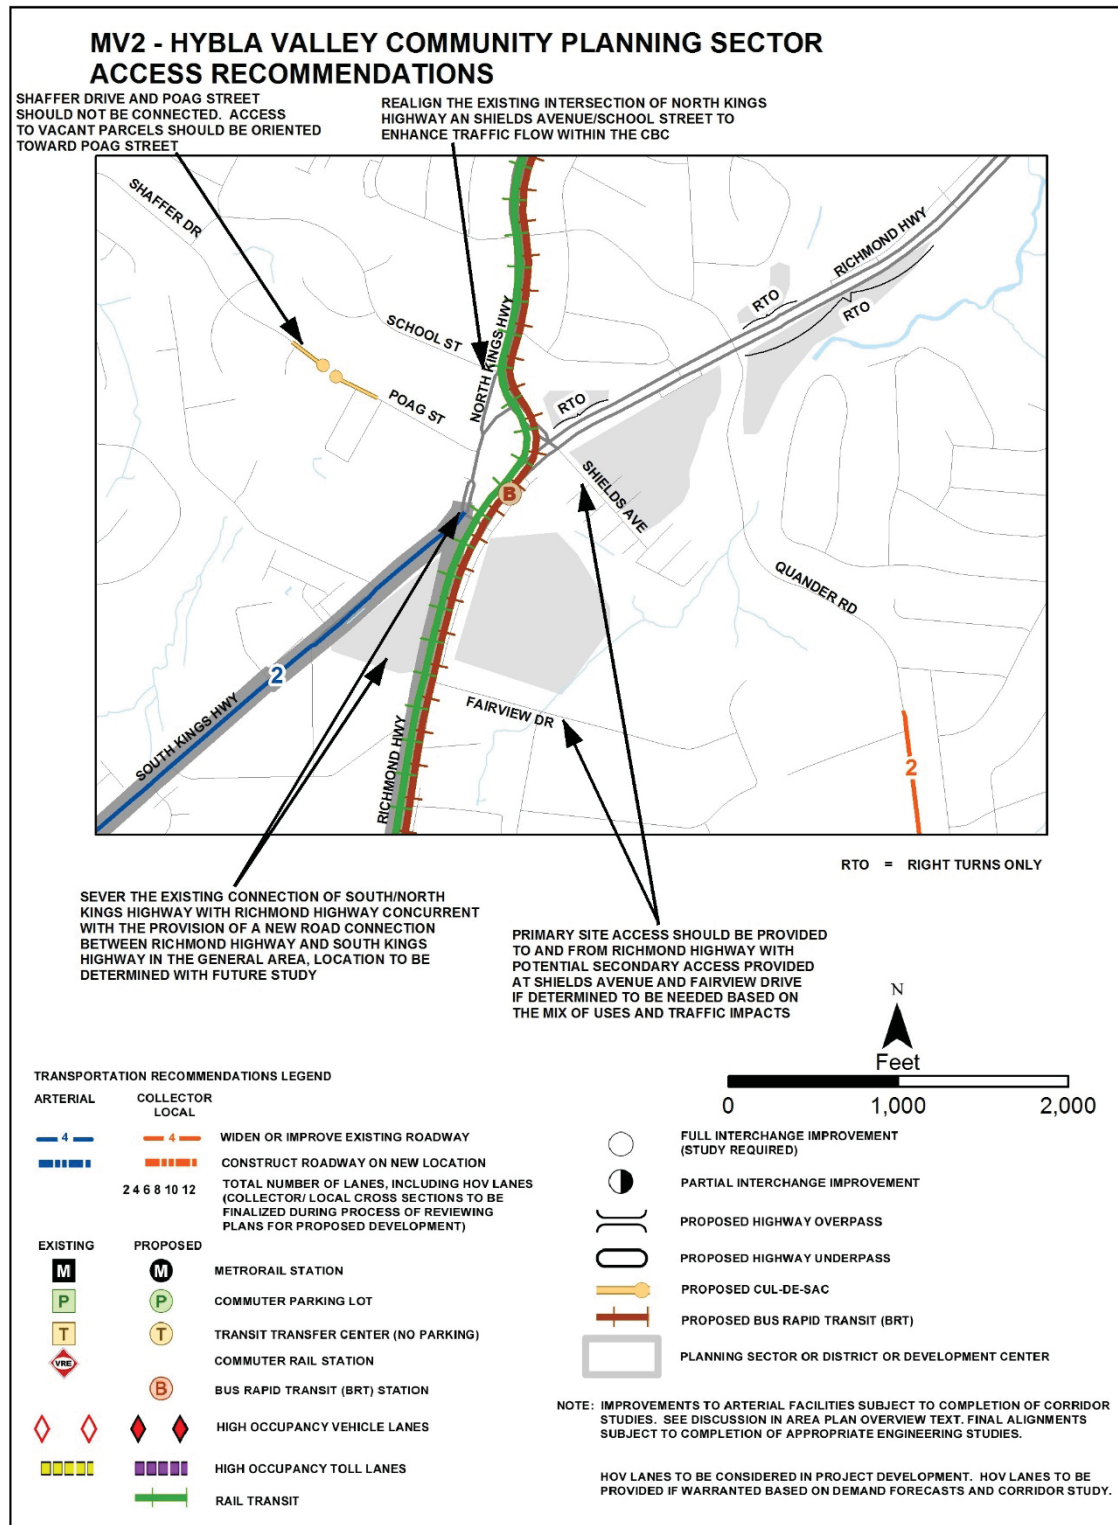 MV2 - HYBLA VALLEY COMMUNITY PLANNING SECTOR
ACCESS RECOMMENDATIONS
SHAFFER DRIVE AND POAG STREET
SHOULD NOT BE CONNECTED. ACCESS
TO VACANT PARCELS SHOULD BE ORIENTED
TOWARD POAG STREET
REALIGN THE EXISTING INTERSECTION OF NORTH KINGS
HIGHWAY AN SHIELDS AVENUE/SCHOOL STREET TO
ENHANCE TRAFFIC FLOW WITHIN THE CBC
SHAFFER DR
RICHMOND HWY
RTO
RTO
SCHOOL ST
NORTH KINGS HWY
POAG ST
RTO
SHIELDS AVE
B
QUANDER RD
2
SOUTH KINGS HWY
FAIRVIEW DR
RICHMOND HWY
2
RTO = RIGHT TURNS ONLY
SEVER THE EXISTING CONNECTION OF SOUTH/NORTH
KINGS HIGHWAY WITH RICHMOND HIGHWAY CONCURRENT
WITH THE PROVISION OF A NEW ROAD CONNECTION
BETWEEN RICHMOND HIGHWAY AND SOUTH KINGS
HIGHWAY IN THE GENERAL AREA, LOCATION TO BE
DETERMINED WITH FUTURE STUDY
PRIMARY SITE ACCESS SHOULD BE PROVIDED
TO AND FROM RICHMOND HIGHWAY WITH
POTENTIAL SECONDARY ACCESS PROVIDED
AT SHIELDS AVENUE AND FAIRVIEW DRIVE
IF DETERMINED TO BE NEEDED BASED ON
THE MIX OF USES AND TRAFFIC IMPACTS
N
Feet
0 1,000 2,000
TRANSPORTATION RECOMMENDATIONS LEGEND
ARTERIAL COLLECTOR
LOCAL
4 4 WIDEN OR IMPROVE EXISTING ROADWAY
CONSTRUCT ROADWAY ON NEW LOCATION
2 4 6 8 10 12 TOTAL NUMBER OF LANES, INCLUDING HOV LANES
(COLLECTOR/ LOCAL CROSS SECTIONS TO BE
FINALIZED DURING PROCESS OF REVIEWING
PLANS FOR PROPOSED DEVELOPMENT)
EXISTING PROPOSED
M M METRORAIL STATION
P P COMMUTER PARKING LOT
T T TRANSIT TRANSFER CENTER (NO PARKING)
VRE COMMUTER RAIL STATION
B BUS RAPID TRANSIT (BRT) STATION
HIGH OCCUPANCY VEHICLE LANES
HIGH OCCUPANCY TOLL LANES
RAIL TRANSIT
FULL INTERCHANGE IMPROVEMENT
(STUDY REQUIRED)
PARTIAL INTERCHANGE IMPROVEMENT
PROPOSED HIGHWAY OVERPASS
PROPOSED HIGHWAY UNDERPASS
PROPOSED CUL-DE-SAC
PROPOSED BUS RAPID TRANSIT (BRT)
PLANNING SECTOR OR DISTRICT OR DEVELOPMENT CENTER
NOTE: IMPROVEMENTS TO ARTERIAL FACILITIES SUBJECT TO COMPLETION OF CORRIDOR
STUDIES. SEE DISCUSSION IN AREA PLAN OVERVIEW TEXT. FINAL ALIGNMENTS
SUBJECT TO COMPLETION OF APPROPRIATE ENGINEERING STUDIES.
HOV LANES TO BE CONSIDERED IN PROJECT DEVELOPMENT. HOV LANES TO BE
PROVIDED IF WARRANTED BASED ON DEMAND FORECASTS AND CORRIDOR STUDY.